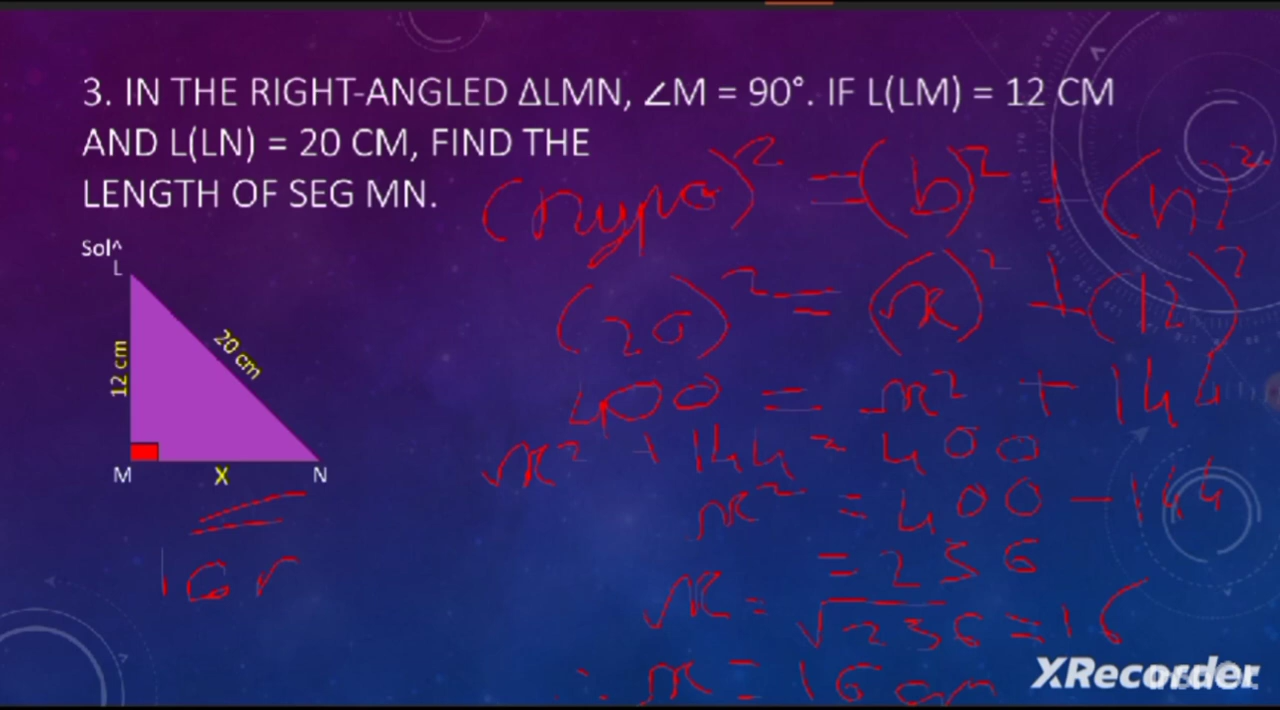 3. IN THE RIGHT-ANGLED ΔLMN, ∠M = 90°. IF L(LM) = 12 CM
AND L(LN) = 20 CM, FIND THE
LENGTH OF SEG MN.
(hypo)² = (b)² + (h)²
Sol^
L
(20)² = (x)² + (12)²
12 cm
20 cm
400 = x² + 144
x² + 144 = 400
M
X
N
x² = 400 - 144
= 256
x = √256 = 16
∴ x = 16 cm
XRecorder